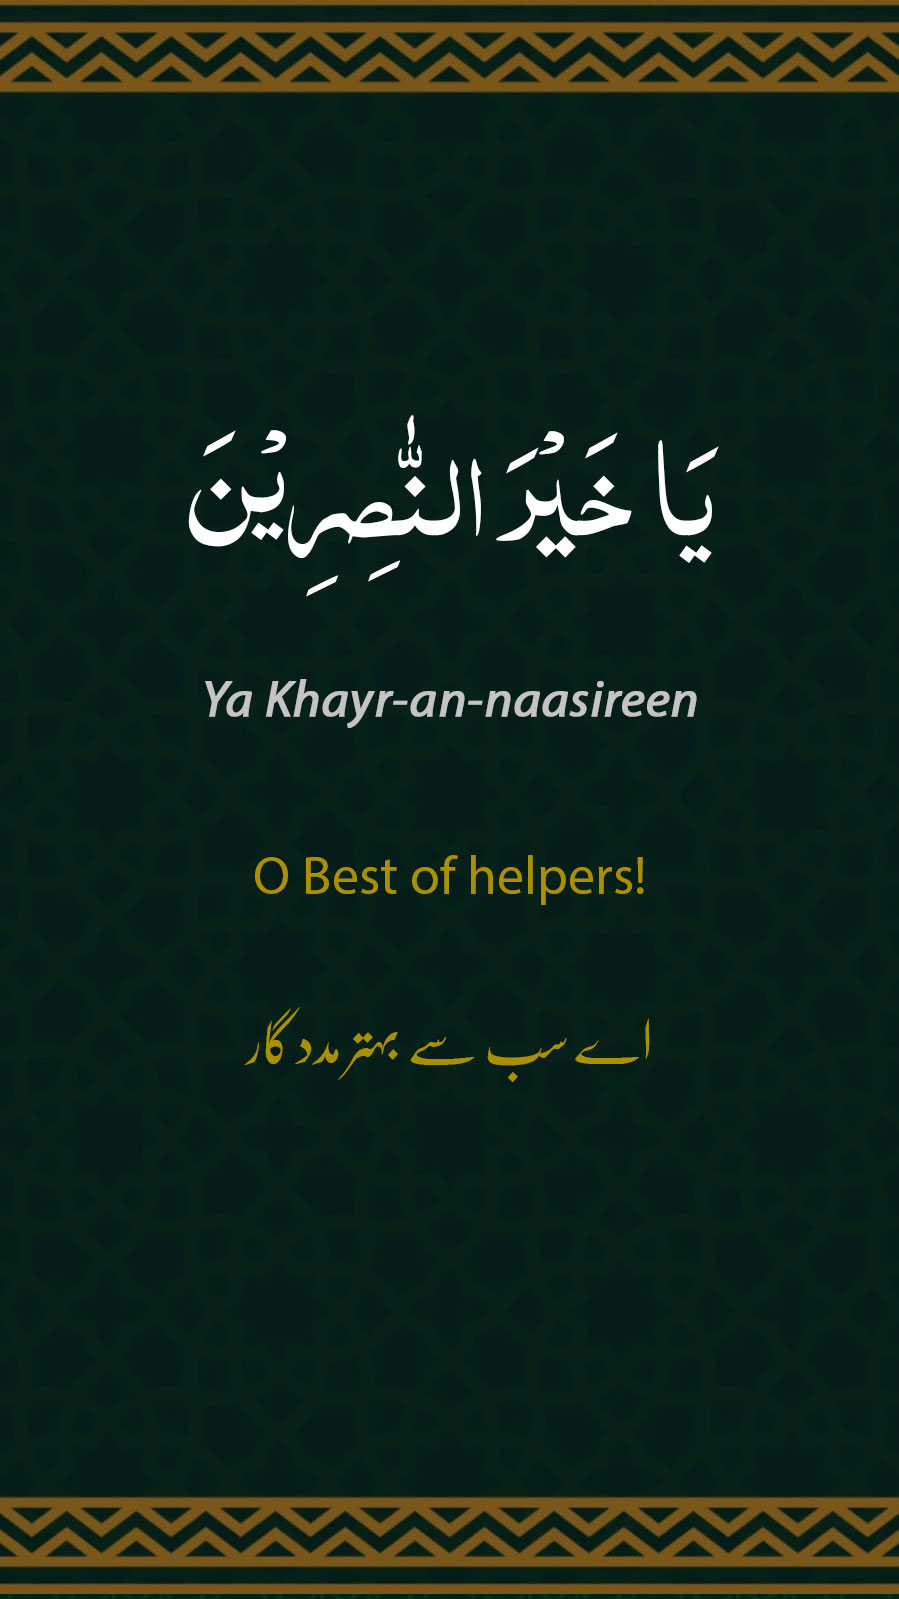 يَا خَيْرَ النّٰصِرِيْنَ
Ya Khayr-an-naasireen
O Best of helpers!
اے سب سے بہتر مدد گار